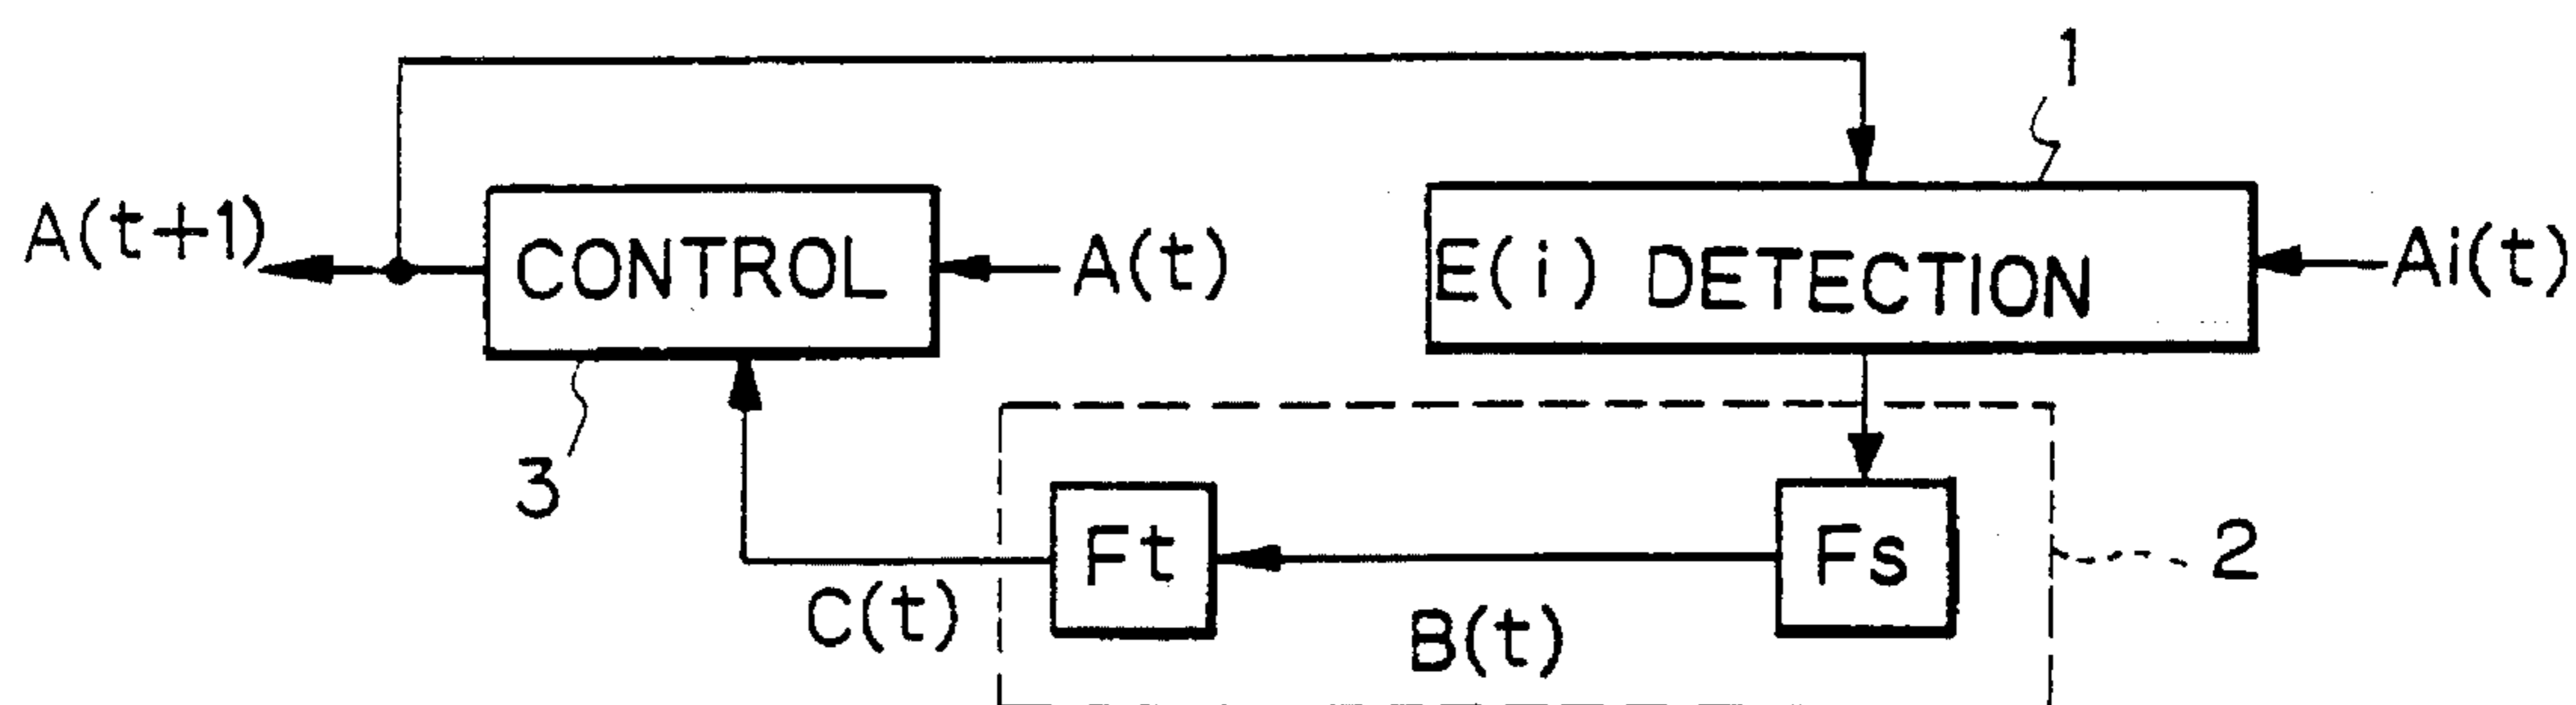 1
A(t+1)
CONTROL
A(t)
E(i) DETECTION
Ai(t)
3
Ft
Fs
2
C(t)
B(t)